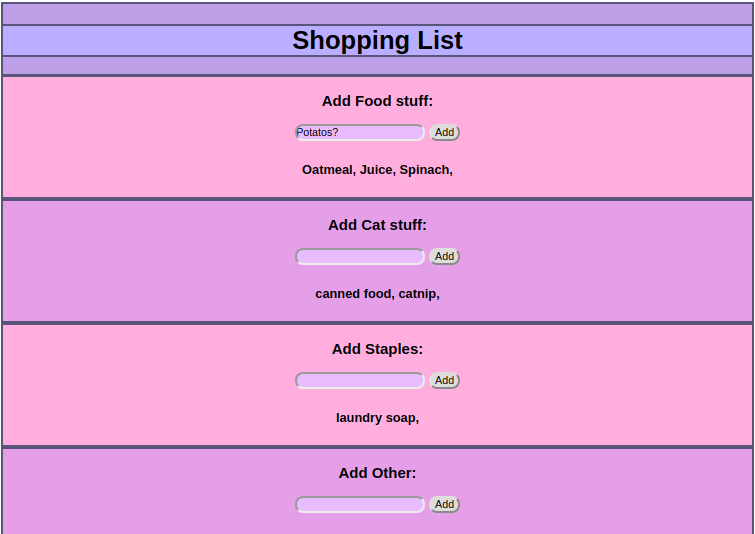 Shopping List
Add Food stuff:
Potatos? Add
Oatmeal, Juice, Spinach,
Add Cat stuff:
Add
canned food, catnip,
Add Staples:
Add
laundry soap,
Add Other:
Add